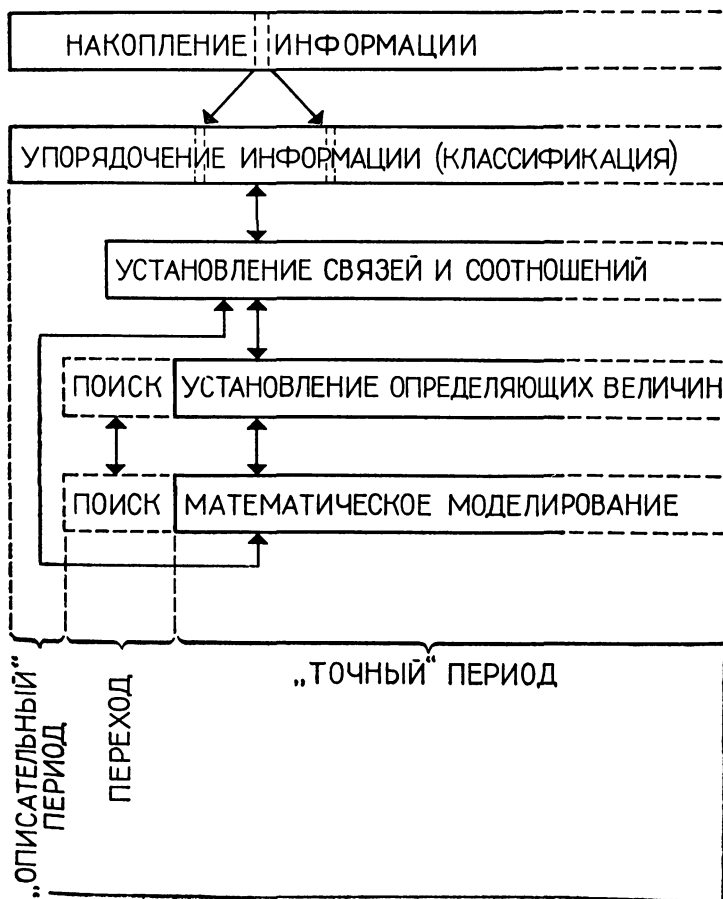 НАКОПЛЕНИЕ ИНФОРМАЦИИ
УПОРЯДОЧЕНИЕ ИНФОРМАЦИИ (КЛАССИФИКАЦИЯ)
УСТАНОВЛЕНИЕ СВЯЗЕЙ И СООТНОШЕНИЙ
ПОИСК УСТАНОВЛЕНИЕ ОПРЕДЕЛЯЮЩИХ ВЕЛИЧИН
ПОИСК МАТЕМАТИЧЕСКОЕ МОДЕЛИРОВАНИЕ
„ОПИСАТЕЛЬНЫЙ“
ПЕРИОД
ПЕРЕХОД
„ТОЧНЫЙ“ ПЕРИОД